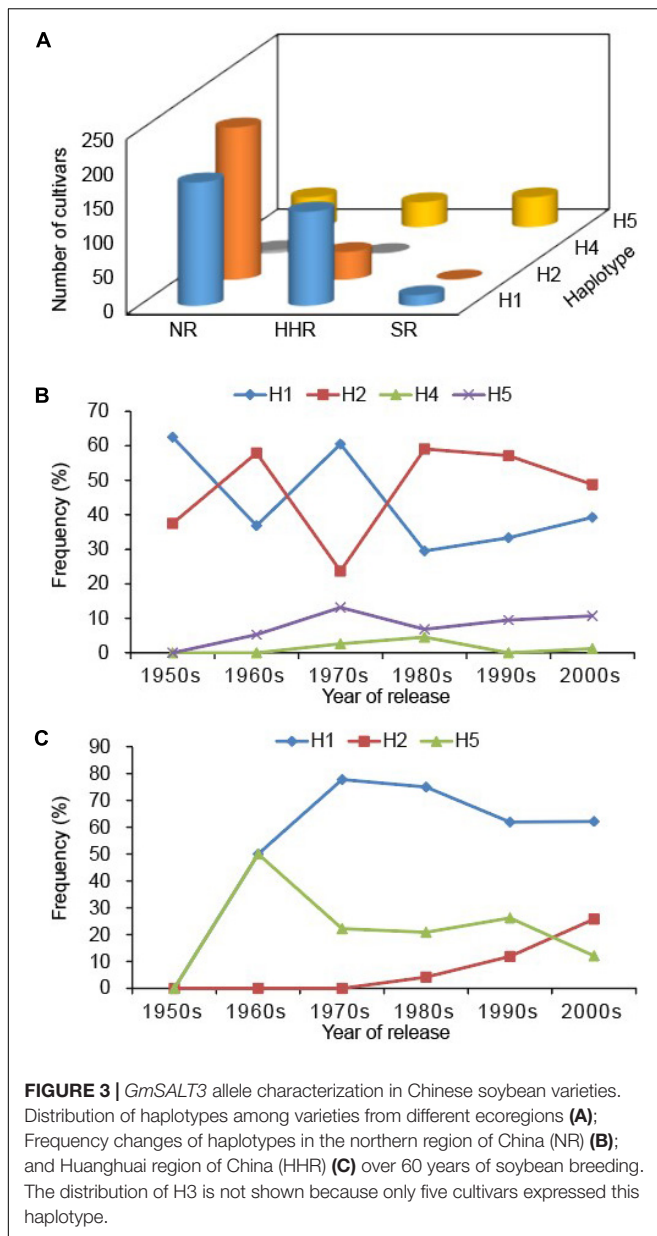 A
Number of cultivars
250
200
150
100
50
0
NR HHR SR
H1
H2
H4
H5
Haplotype
B
H1 H2 H4 H5
Frequency (%)
70
60
50
40
30
20
10
0
1950s 1960s 1970s 1980s 1990s 2000s
Year of release
C
H1 H2 H5
Frequency (%)
90
80
70
60
50
40
30
20
10
0
1950s 1960s 1970s 1980s 1990s 2000s
Year of release
FIGURE 3 | GmSALT3 allele characterization in Chinese soybean varieties.
Distribution of haplotypes among varieties from different ecoregions (A);
Frequency changes of haplotypes in the northern region of China (NR) (B);
and Huanghuai region of China (HHR) (C) over 60 years of soybean breeding.
The distribution of H3 is not shown because only five cultivars expressed this
haplotype.